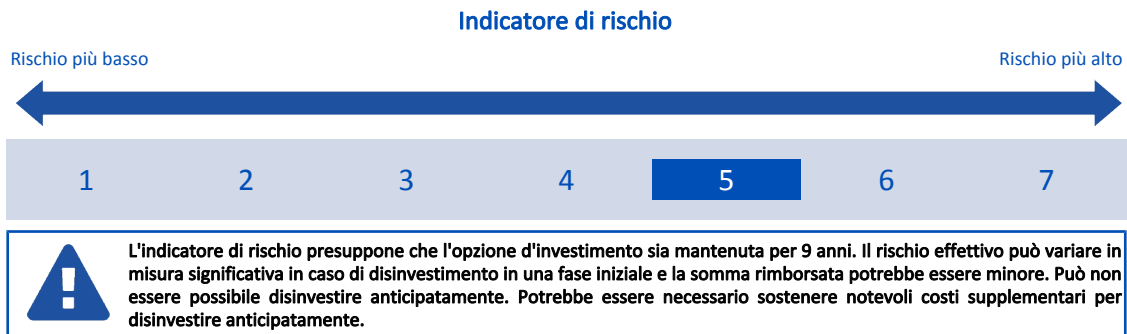 Indicatore di rischio
Rischio più basso
Rischio più alto
1 2 3 4 5 6 7
L'indicatore di rischio presuppone che l'opzione d'investimento sia mantenuta per 9 anni. Il rischio effettivo può variare in
misura significativa in caso di disinvestimento in una fase iniziale e la somma rimborsata potrebbe essere minore. Può non
essere possibile disinvestire anticipatamente. Potrebbe essere necessario sostenere notevoli costi supplementari per
disinvestire anticipatamente.